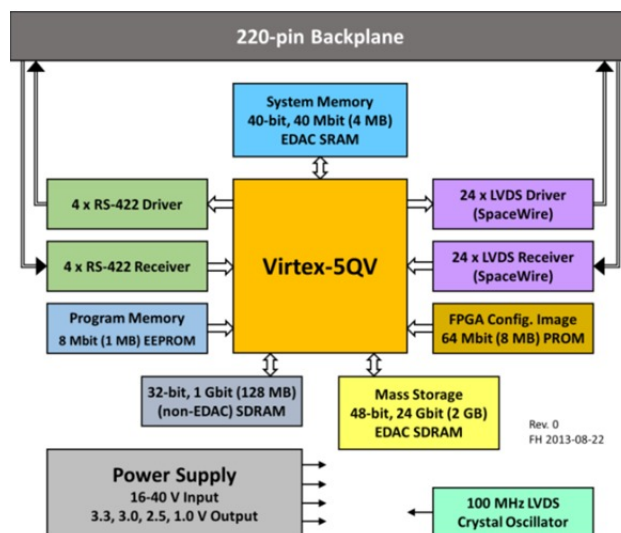 220-pin Backplane
System Memory
40-bit, 40 Mbit (4 MB)
EDAC SRAM
4 x RS-422 Driver
24 x LVDS Driver
(SpaceWire)
Virtex-5QV
4 x RS-422 Receiver
24 x LVDS Receiver
(SpaceWire)
Program Memory
8 Mbit (1 MB) EEPROM
FPGA Config. Image
64 Mbit (8 MB) PROM
32-bit, 1 Gbit (128 MB)
(non-EDAC) SDRAM
Mass Storage
48-bit, 24 Gbit (2 GB)
EDAC SDRAM
Rev. 0
FH 2013-08-22
Power Supply
16-40 V Input
3.3, 3.0, 2.5, 1.0 V Output
100 MHz LVDS
Crystal Oscillator